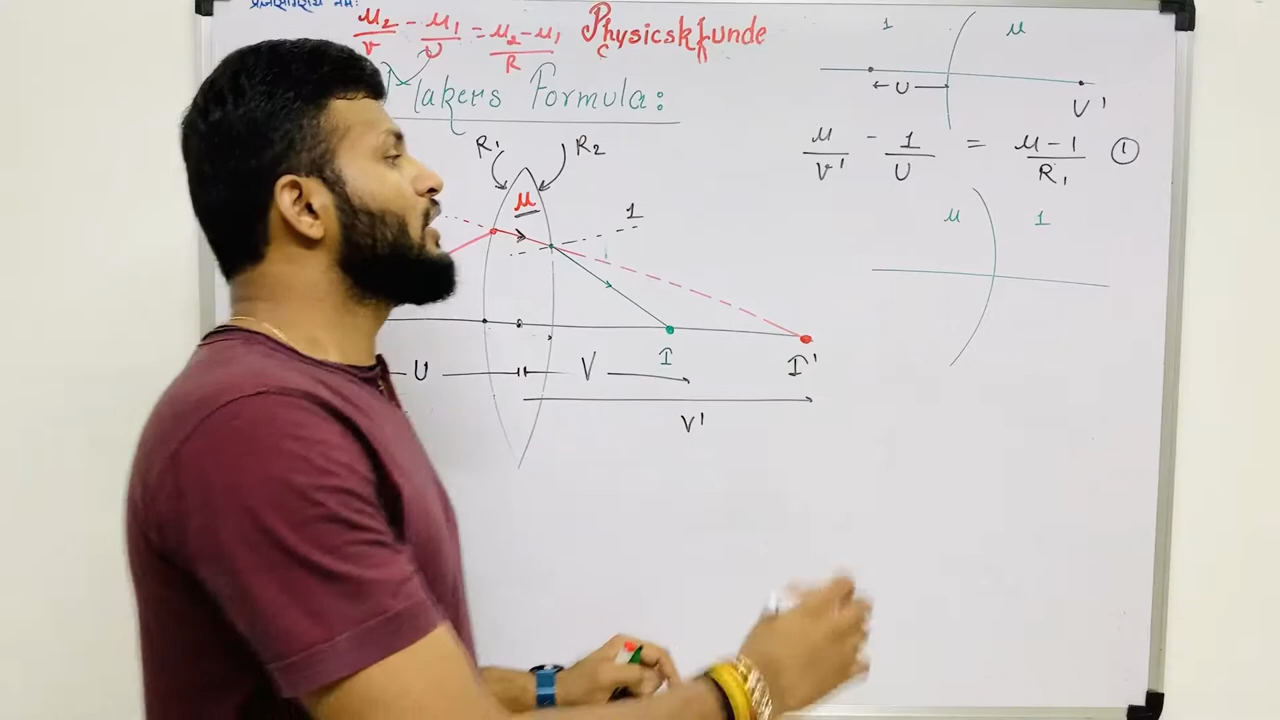 μ₂/v - μ₁/u = μ₂-μ₁/R Physicskfunde
Makers Formula:
R₁ R₂
μ
1
I I'
U V
V'
1 μ
U V'
μ/V' - 1/U = μ-1/R₁ ①
μ 1